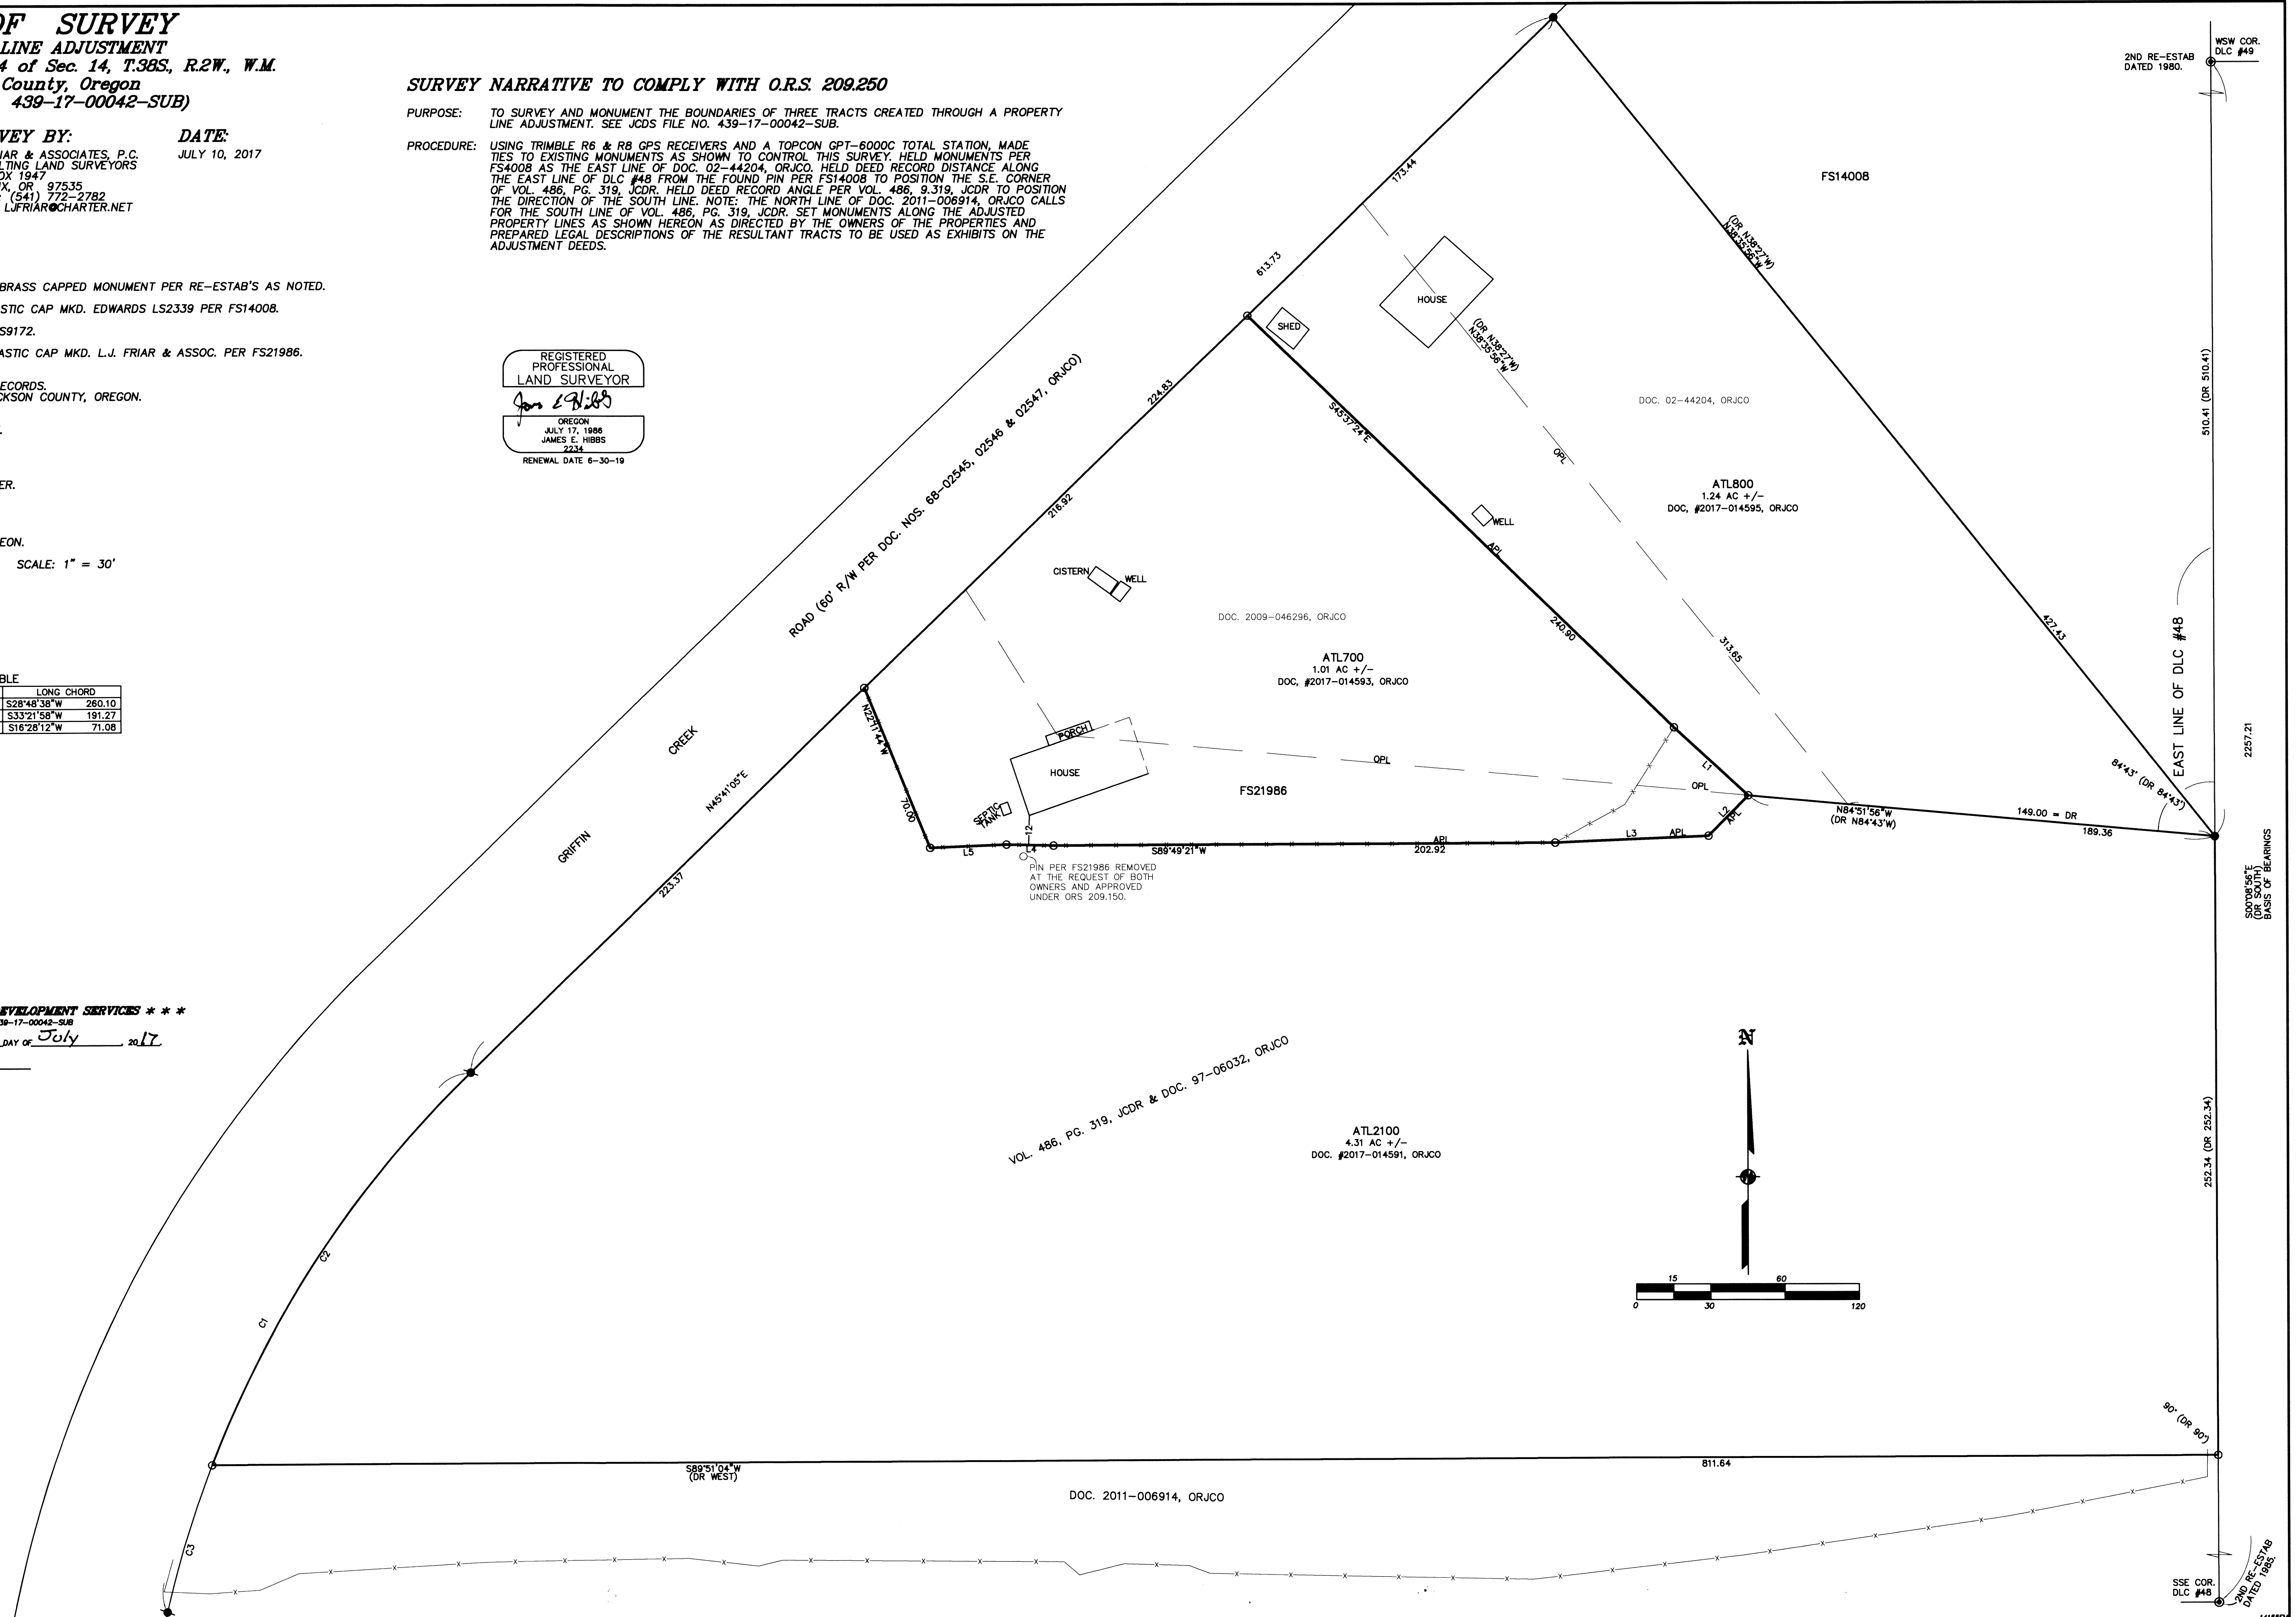 OF SURVEY
LINE ADJUSTMENT
4 of Sec. 14, T.38S., R.2W., W.M.
County, Oregon
439-17-00042-SUB)
VEY BY:
DATE:
IAR & ASSOCIATES, P.C.
JULY 10, 2017
LTING LAND SURVEYORS
OX 1947
IX, OR 97535
(541) 772-2782
LJFRIAR@CHARTER.NET
BRASS CAPPED MONUMENT PER RE-ESTAB'S AS NOTED.
STIC CAP MKD. EDWARDS LS2339 PER FS14008.
S9172.
ASTIC CAP MKD. L.J. FRIAR & ASSOC. PER FS21986.
ECORDS.
CKSON COUNTY, OREGON.
ER.
EON.
SCALE: 1" = 30'
BLE
LONG CHORD
S28°48'38"W 260.10
S33°21'58"W 191.27
S16°28'12"W 71.08
EVELOPMENT SERVICES * * *
39-17-00042-SUB
DAY OF July, 2017.
SURVEY NARRATIVE TO COMPLY WITH O.R.S. 209.250
PURPOSE: TO SURVEY AND MONUMENT THE BOUNDARIES OF THREE TRACTS CREATED THROUGH A PROPERTY
LINE ADJUSTMENT. SEE JCDS FILE NO. 439-17-00042-SUB.
PROCEDURE: USING TRIMBLE R6 & R8 GPS RECEIVERS AND A TOPCON GPT-6000C TOTAL STATION, MADE
TIES TO EXISTING MONUMENTS AS SHOWN TO CONTROL THIS SURVEY. HELD MONUMENTS PER
FS4008 AS THE EAST LINE OF DOC. 02-44204, ORJCO. HELD DEED RECORD DISTANCE ALONG
THE EAST LINE OF DLC #48 FROM THE FOUND PIN PER FS14008 TO POSITION THE S.E. CORNER
OF VOL. 486, PG. 319, JCDR. HELD DEED RECORD ANGLE PER VOL. 486, 9.319, JCDR TO POSITION
THE DIRECTION OF THE SOUTH LINE. NOTE: THE NORTH LINE OF DOC. 2011-006914, ORJCO CALLS
FOR THE SOUTH LINE OF VOL. 486, PG. 319, JCDR. SET MONUMENTS ALONG THE ADJUSTED
PROPERTY LINES AS SHOWN HEREON AS DIRECTED BY THE OWNERS OF THE PROPERTIES AND
PREPARED LEGAL DESCRIPTIONS OF THE RESULTANT TRACTS TO BE USED AS EXHIBITS ON THE
ADJUSTMENT DEEDS.
REGISTERED
PROFESSIONAL
LAND SURVEYOR
OREGON
JULY 17, 1986
JAMES E. HIBBS
2234
RENEWAL DATE 6-30-19
WSW COR.
DLC #49
2ND RE-ESTAB
DATED 1980.
FS14008
173.44
613.73
(DR N38°27'W)
N38°35'56"W
HOUSE
SHED
(DR N38°27'W)
N38°35'56"W
510.41 (DR 510.41)
DOC. 02-44204, ORJCO
224.83
S45°37'24"E
OPL
ATL800
1.24 AC +/-
DOC, #2017-014595, ORJCO
216.92
WELL
APL
ROAD (60' R/W PER DOC. NOS. 68-02545, 02546 & 02547, ORJCO)
CISTERN
WELL
DOC. 2009-046296, ORJCO
240.90
313.65
427.43
EAST LINE OF DLC #48
ATL700
1.01 AC +/-
DOC, #2017-014593, ORJCO
CREEK
GRIFFIN
N22°11'44"W
70.00
PORCH
HOUSE
OPL
L1
OPL
2257.21
84°43' (DR 84°43')
FS21986
N45°41'05"E
SEPTIC
TANK
12
L2
APL
N84°51'56"W
(DR N84°43'W)
149.00 = DR
189.36
L5
L4
S89°49'21"W
APL
202.92
L3
APL
PIN PER FS21986 REMOVED
AT THE REQUEST OF BOTH
OWNERS AND APPROVED
UNDER ORS 209.150.
223.37
S00°08'56"E
(DR SOUTH)
BASIS OF BEARINGS
N
VOL. 486, PG. 319, JCDR & DOC. 97-06032, ORJCO
ATL2100
4.31 AC +/-
DOC. #2017-014591, ORJCO
252.34 (DR 252.34)
15 60
0 30 120
C2
C1
C3
90° (DR 90°)
S89°51'04"W
(DR WEST)
811.64
DOC. 2011-006914, ORJCO
SSE COR.
DLC #48
2ND RE-ESTAB
DATED 1985.